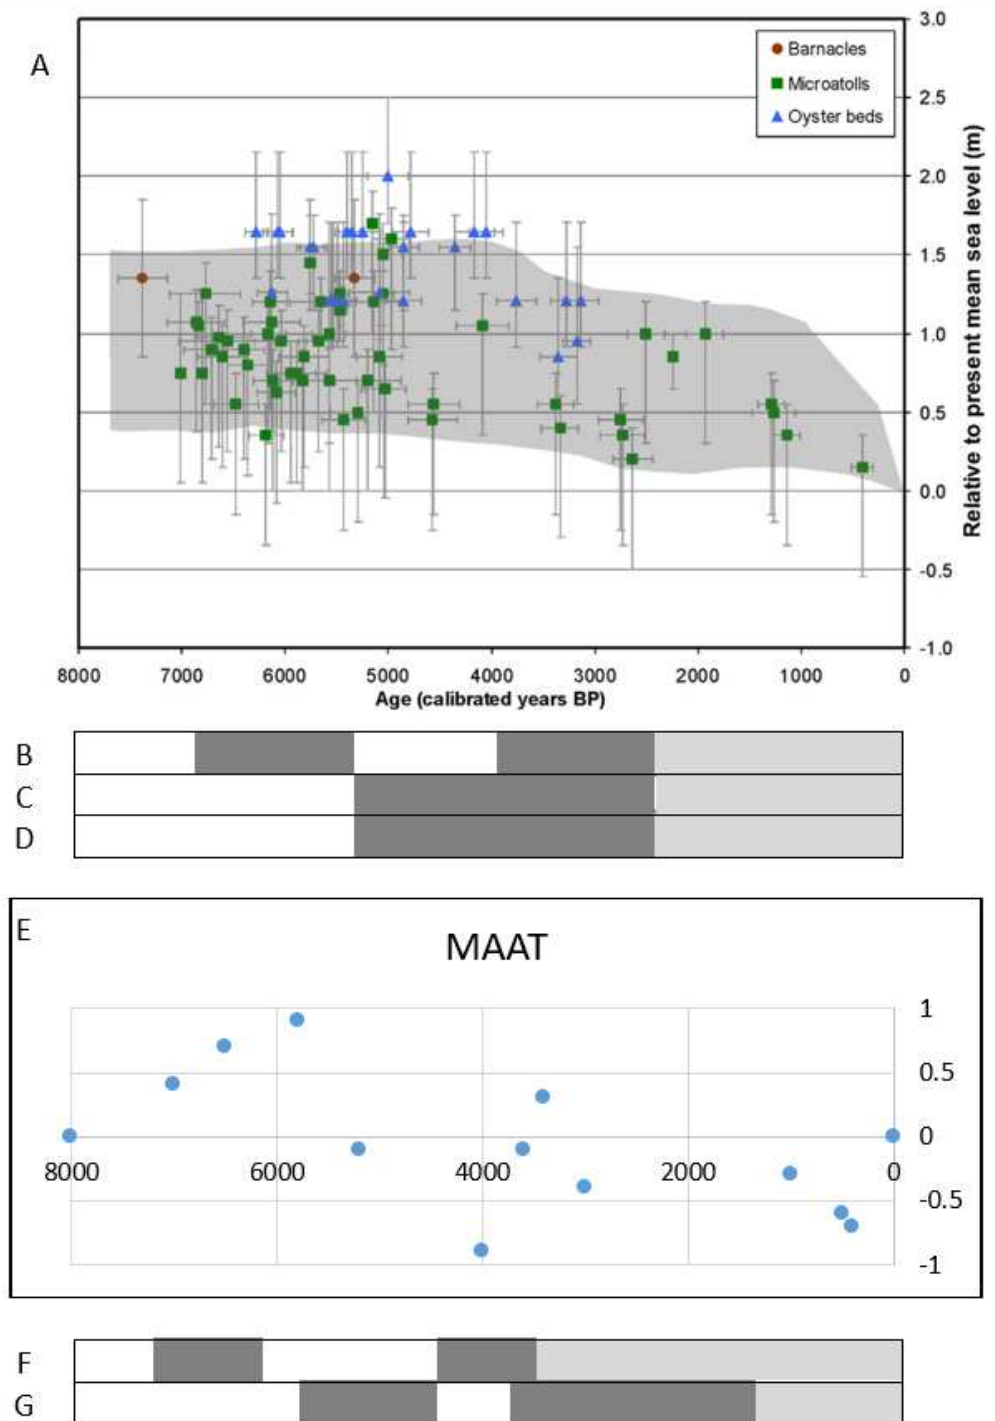 A
3.0
Barnacles
Microatolls
Oyster beds
2.5
2.0
1.5
1.0
0.5
0.0
-0.5
-1.0
Relative to present mean sea level (m)
8000 7000 6000 5000 4000 3000 2000 1000 0
Age (calibrated years BP)
B
C
D
E
MAAT
1
0.5
0
8000 6000 4000 2000 0
-0.5
-1
F
G